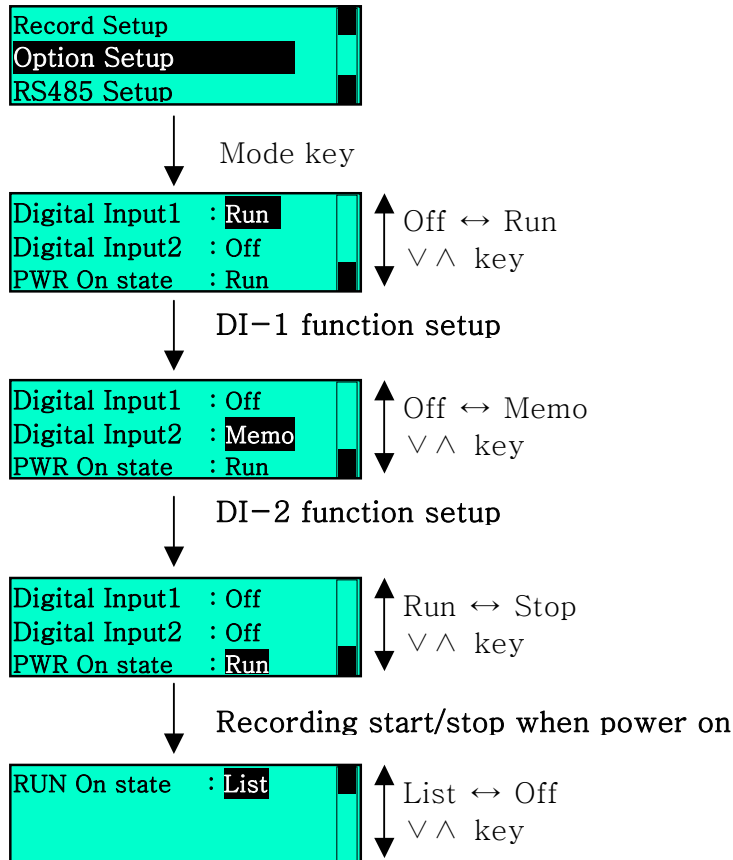 Record Setup
Option Setup
RS485 Setup
Mode key
Digital Input1 : Run
Digital Input2 : Off
PWR On state : Run
Off ↔ Run
∨∧ key
DI-1 function setup
Digital Input1 : Off
Digital Input2 : Memo
PWR On state : Run
Off ↔ Memo
∨∧ key
DI-2 function setup
Digital Input1 : Off
Digital Input2 : Off
PWR On state : Run
Run ↔ Stop
∨∧ key
Recording start/stop when power on
RUN On state : List
List ↔ Off
∨∧ key